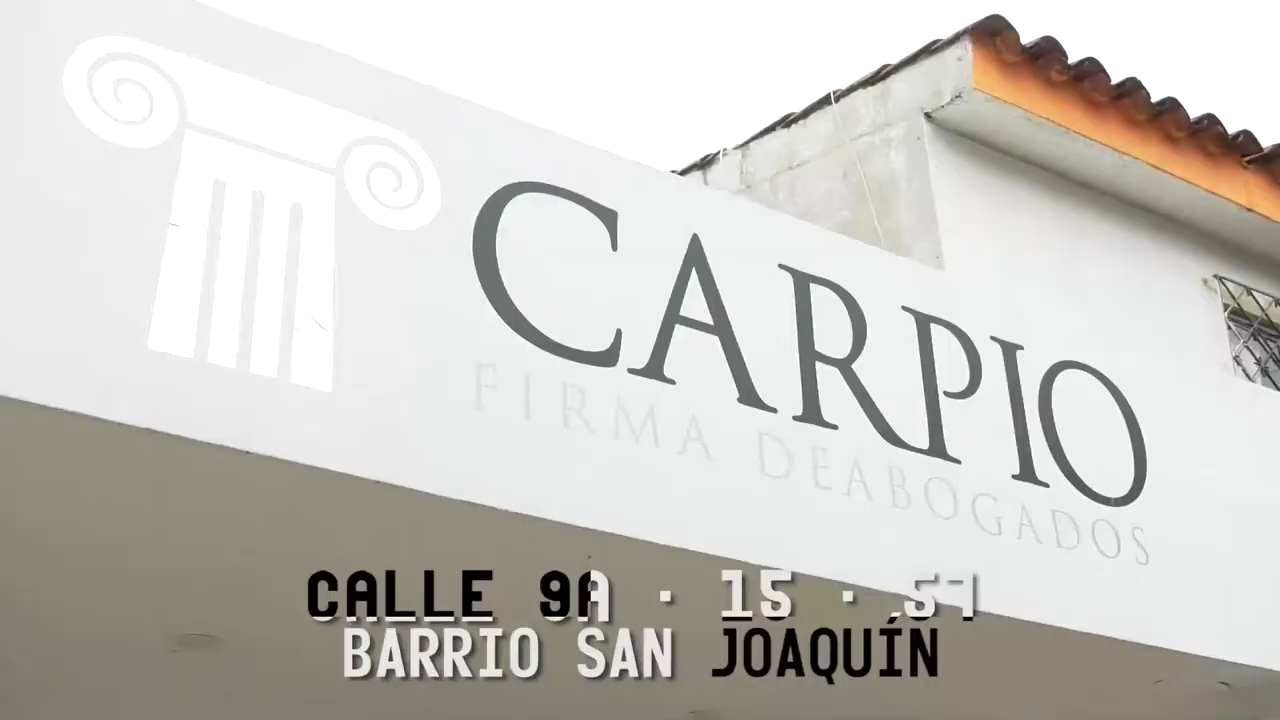 CARPIO
FIRMA DEABOGADOS
CALLE 9A · 15 · 57
BARRIO SAN JOAQUÍN